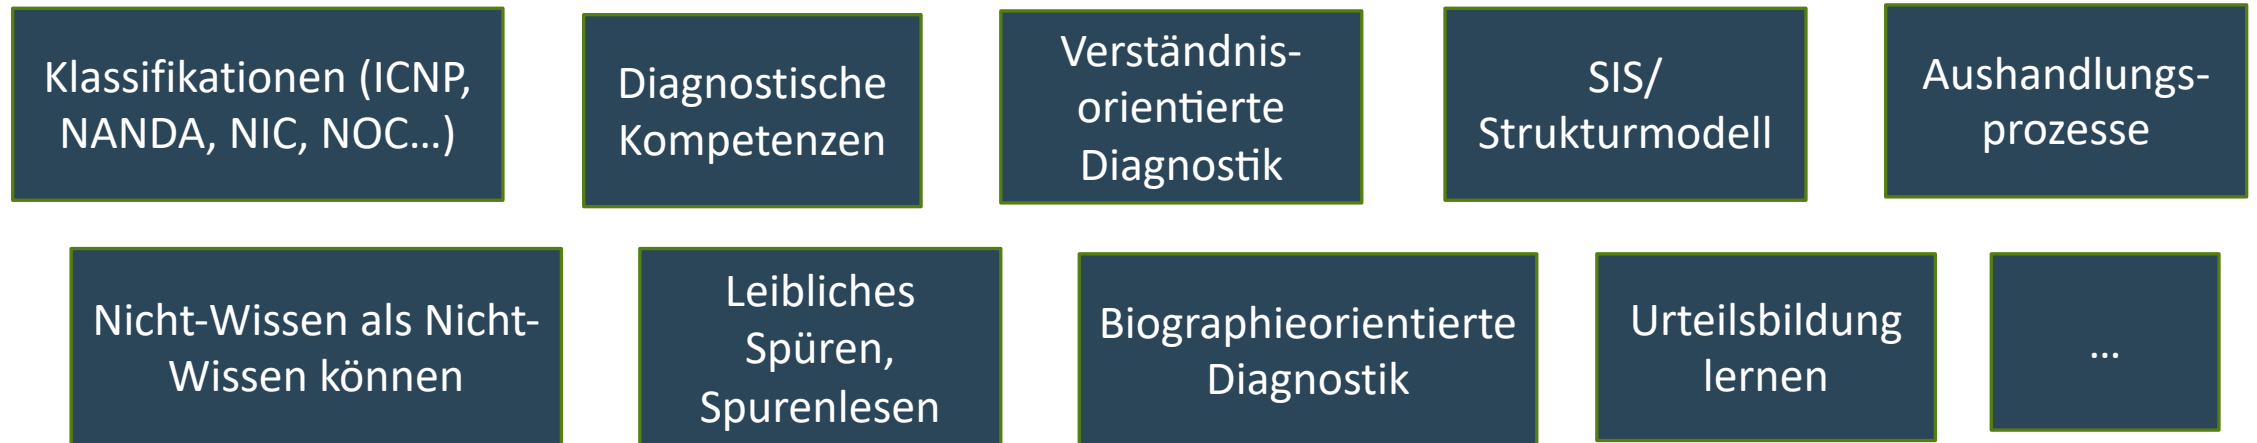 Klassifikationen (ICNP,
NANDA, NIC, NOC…)
Diagnostische
Kompetenzen
Verständnis-
orientierte
Diagnostik
SIS/
Strukturmodell
Aushandlungs-
prozesse
Nicht-Wissen als Nicht-
Wissen können
Leibliches
Spüren,
Spurenlesen
Biographieorientierte
Diagnostik
Urteilsbildung
lernen
…